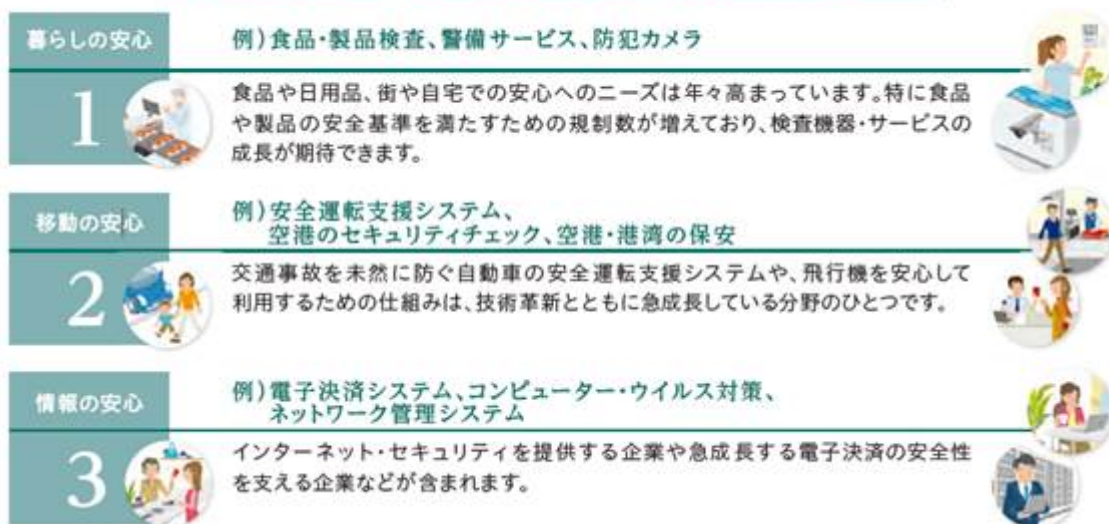 暮らしの安心
例)食品・製品検査、警備サービス、防犯カメラ
1
食品や日用品、街や自宅での安心へのニーズは年々高まっています。特に食品
や製品の安全基準を満たすための規制数が増えており、検査機器・サービスの
成長が期待できます。
移動の安心
例)安全運転支援システム、
空港のセキュリティチェック、空港・港湾の保安
2
交通事故を未然に防ぐ自動車の安全運転支援システムや、飛行機を安心して
利用するための仕組みは、技術革新とともに急成長している分野のひとつです。
情報の安心
例)電子決済システム、コンピューター・ウイルス対策、
ネットワーク管理システム
3
インターネット・セキュリティを提供する企業や急成長する電子決済の安全性
を支える企業などが含まれます。